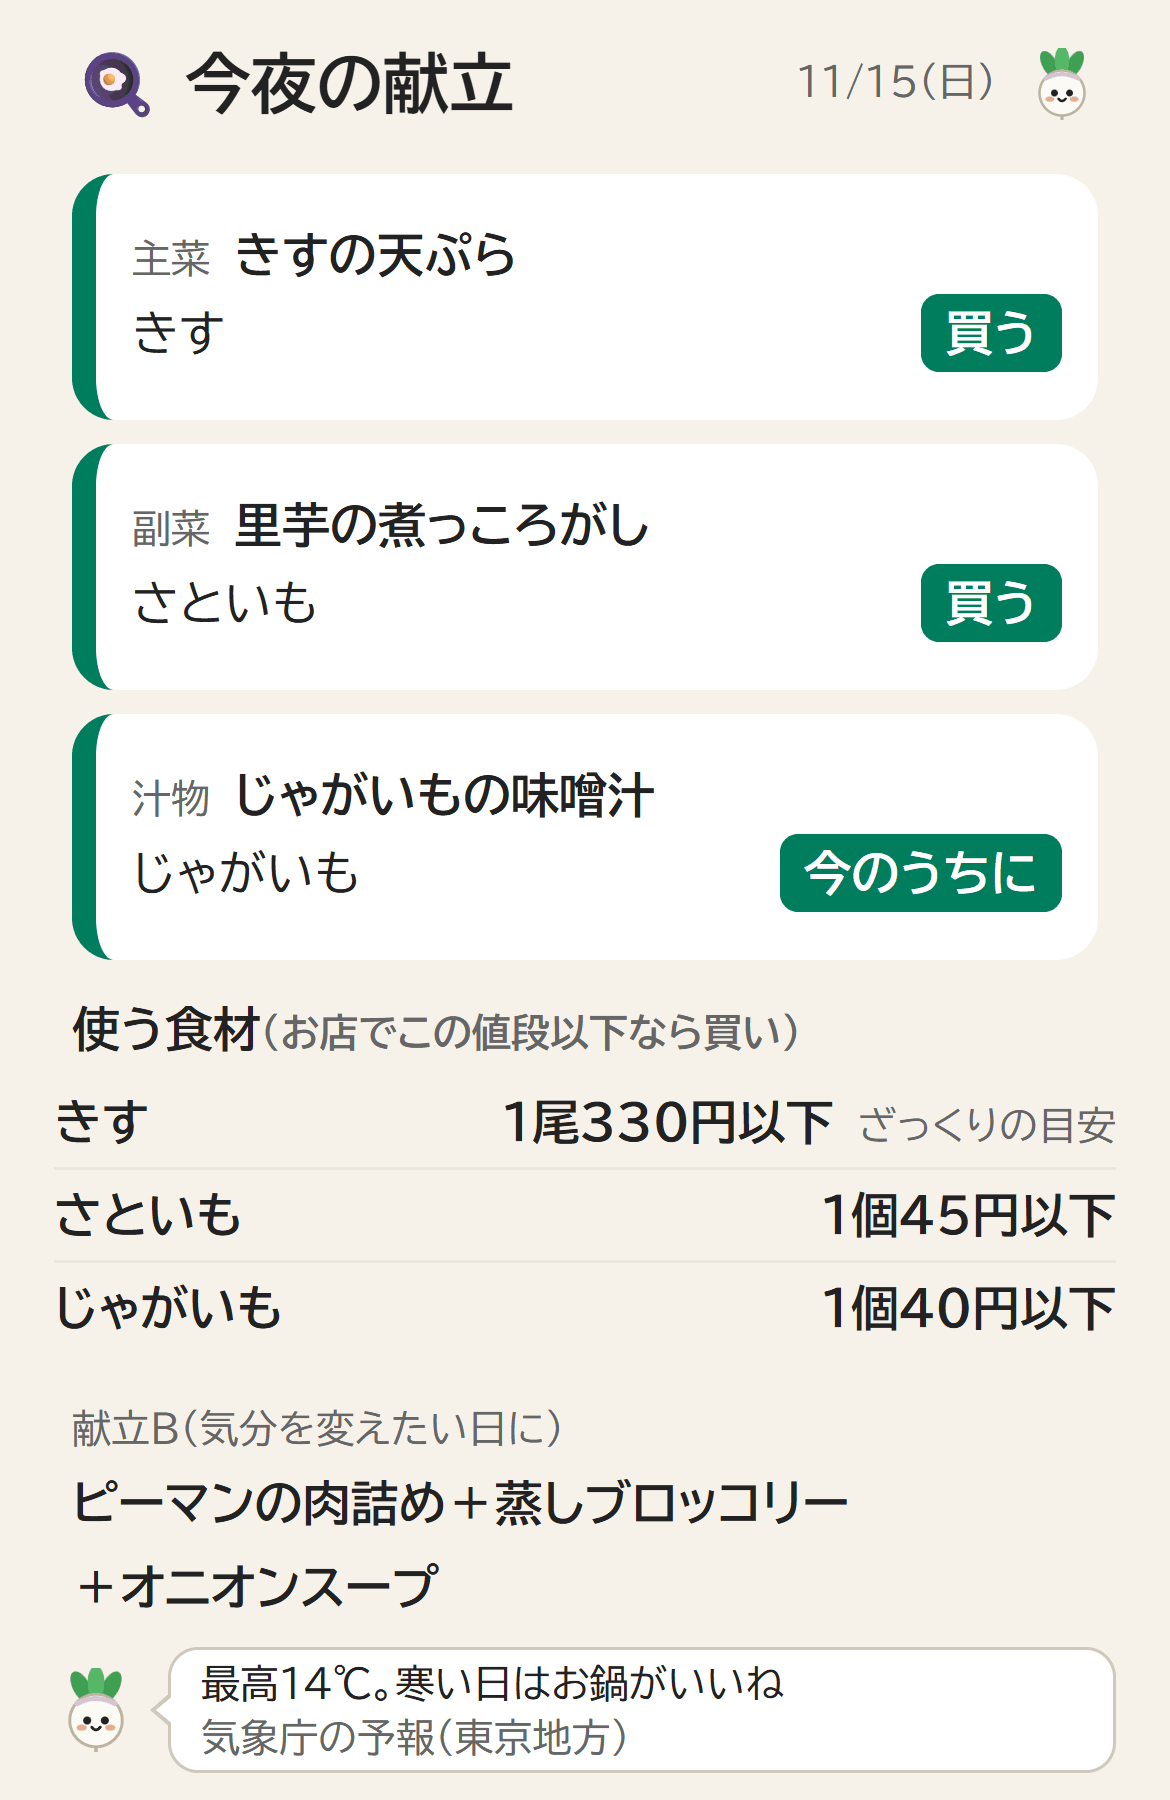 今夜の献立
11/15(日)
主菜 きすの天ぷら
きす
買う
副菜 里芋の煮っころがし
さといも
買う
汁物 じゃがいもの味噌汁
じゃがいも
今のうちに
使う食材(お店でこの値段以下なら買い)
きす 1尾330円以下 ざっくりの目安
さといも 1個45円以下
じゃがいも 1個40円以下
献立B(気分を変えたい日に)
ピーマンの肉詰め+蒸しブロッコリー
+オニオンスープ
最高14℃。寒い日はお鍋がいいね
気象庁の予報(東京地方)